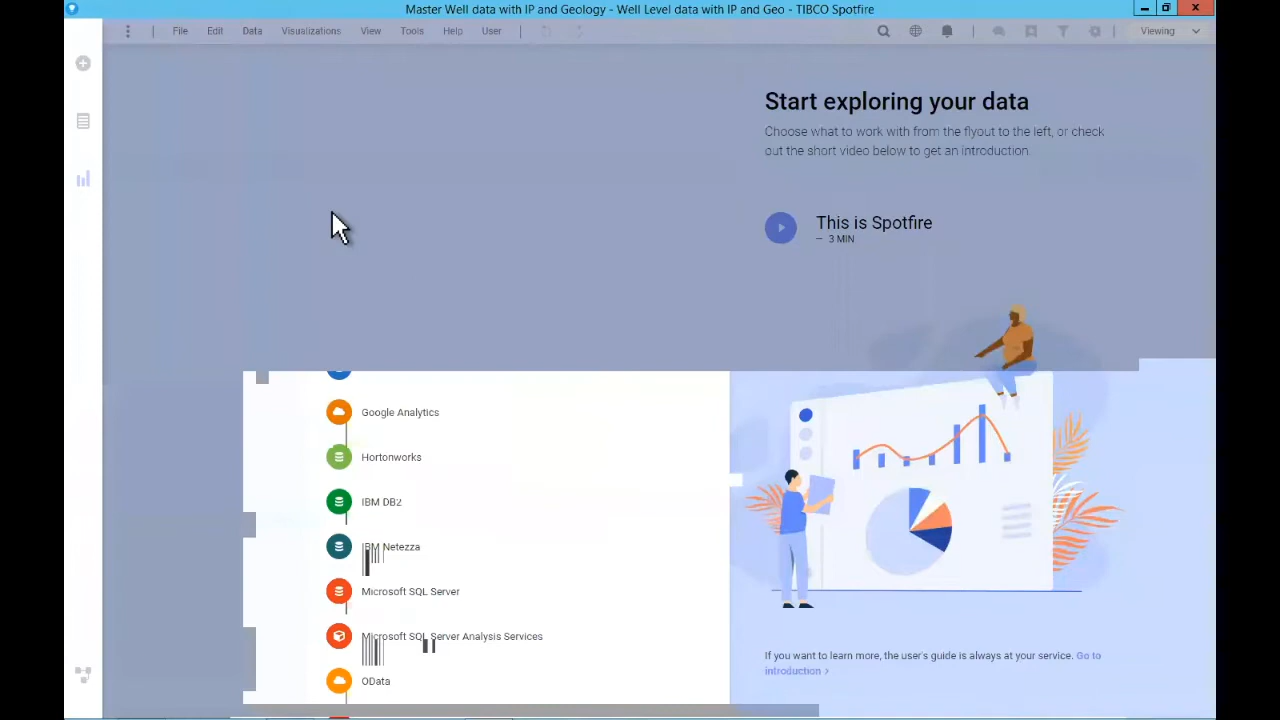 Master Well data with IP and Geology - Well Level data with IP and Geo - TIBCO Spotfire
File Edit Data Visualizations View Tools Help User
Viewing
Start exploring your data
Choose what to work with from the flyout to the left, or check
out the short video below to get an introduction.
This is Spotfire
— 3 MIN
Google Analytics
Hortonworks
IBM DB2
IBM Netezza
Microsoft SQL Server
Microsoft SQL Server Analysis Services
OData
If you want to learn more, the user's guide is always at your service. Go to
introduction >